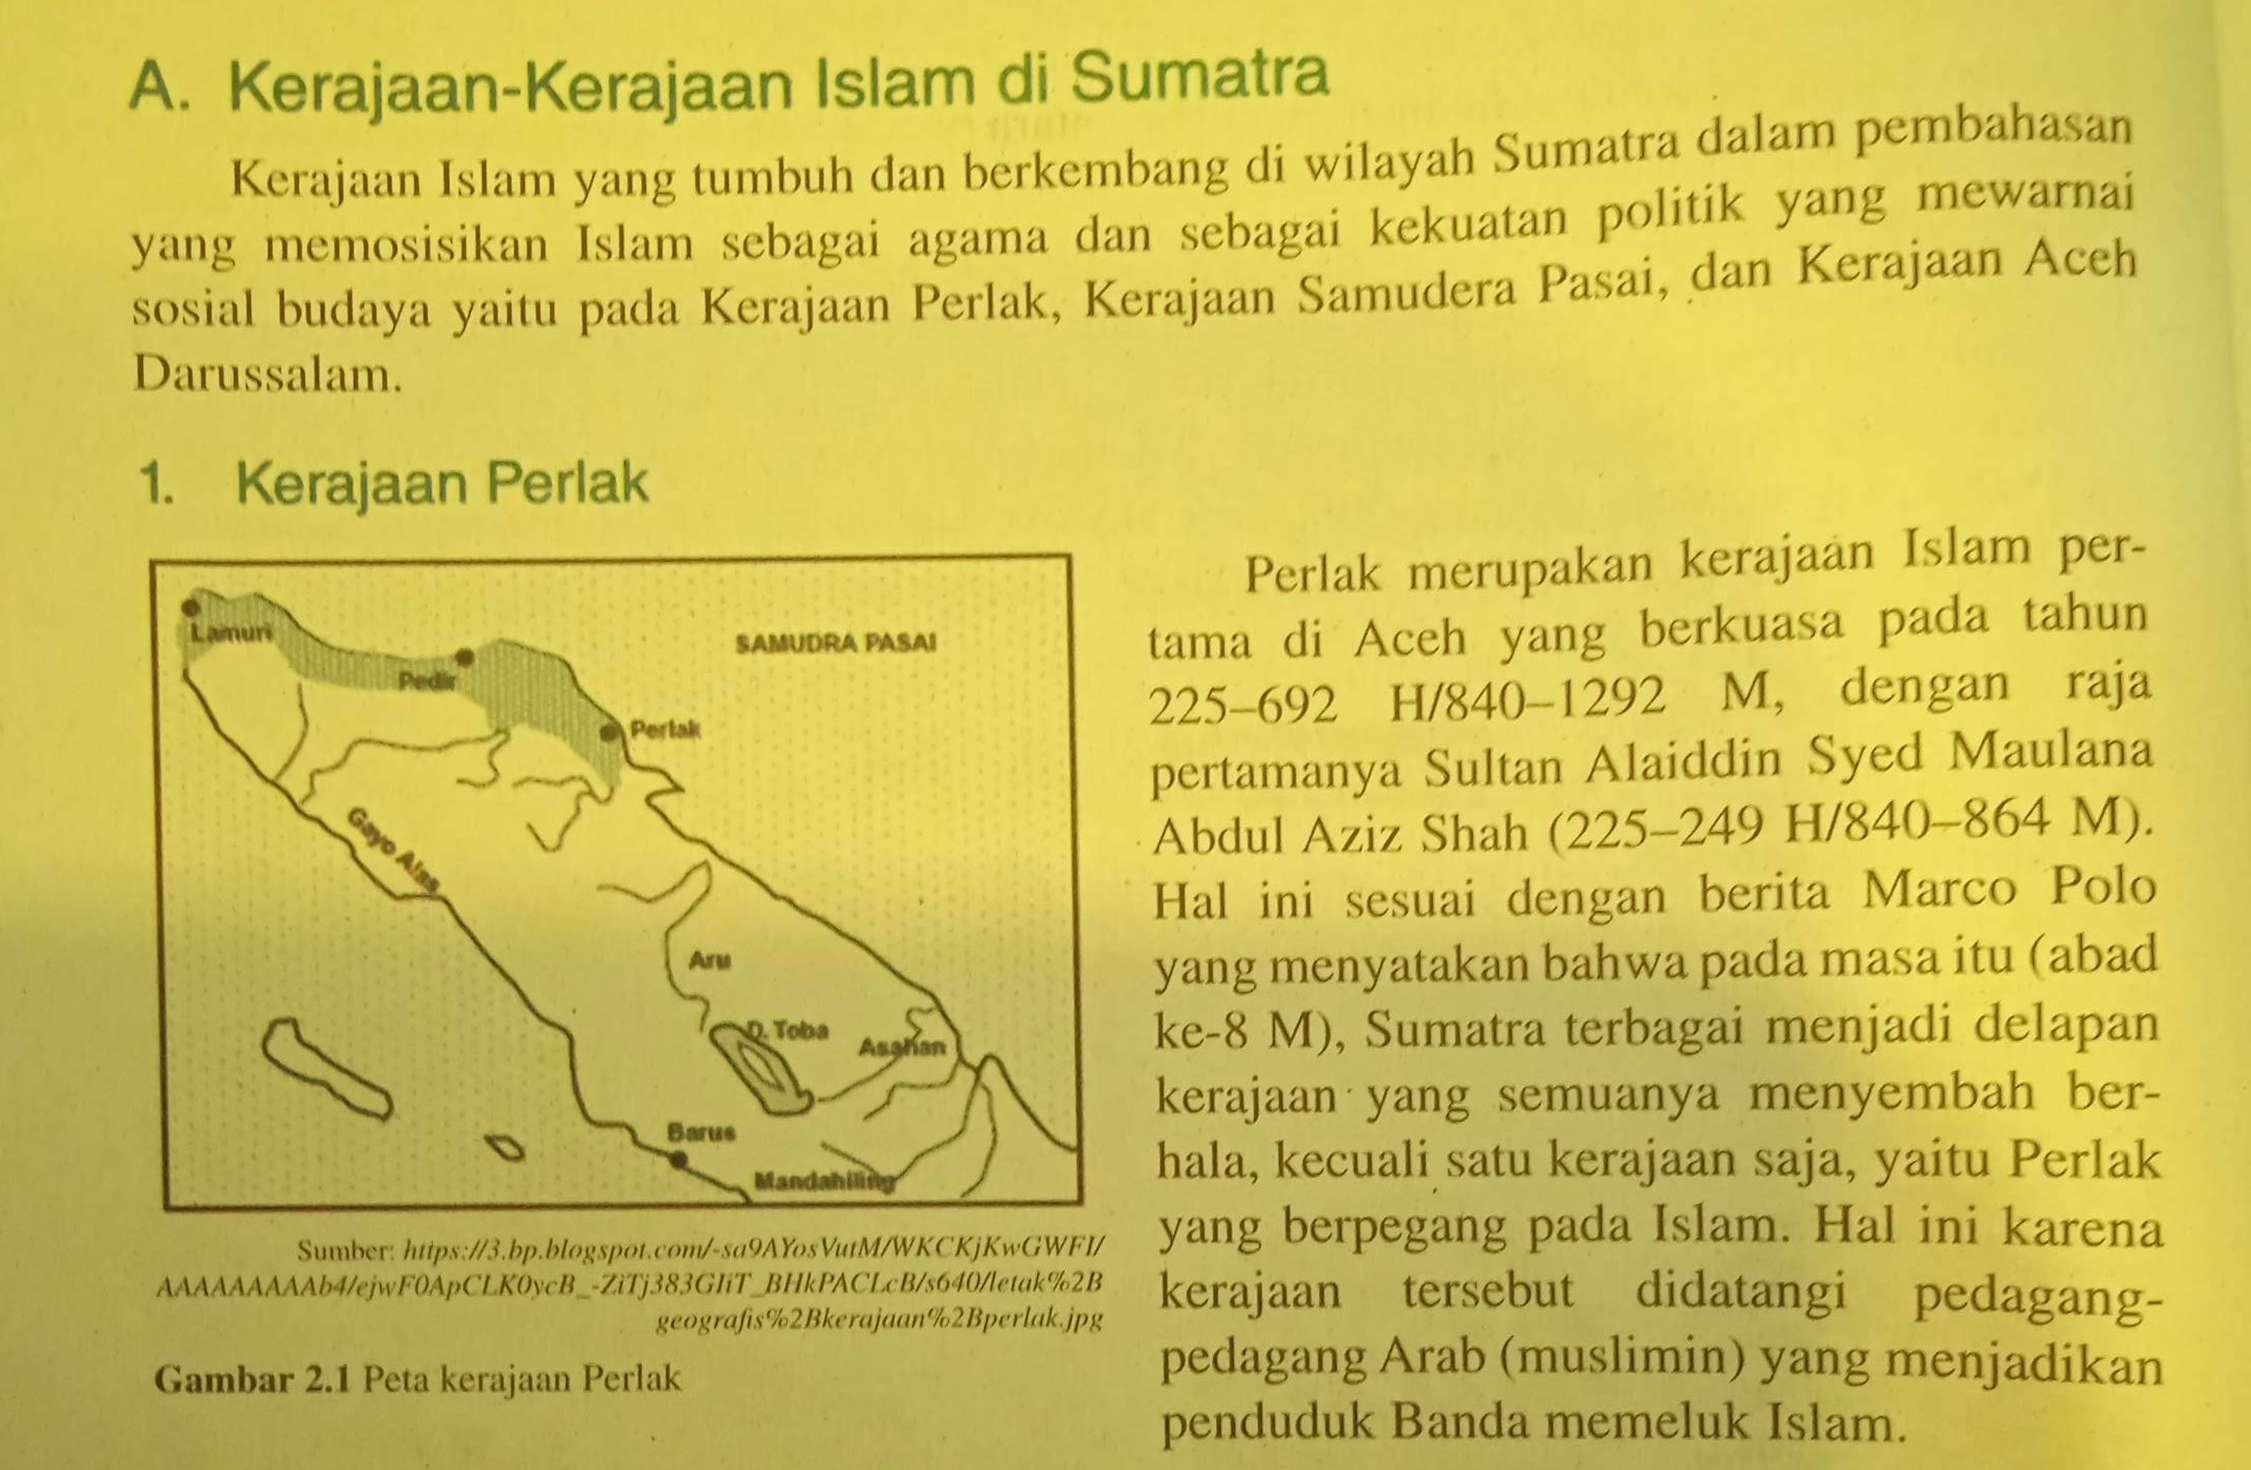 A. Kerajaan-Kerajaan Islam di Sumatra
Kerajaan Islam yang tumbuh dan berkembang di wilayah Sumatra dalam pembahasan
yang memosisikan Islam sebagai agama dan sebagai kekuatan politik yang mewarnai
sosial budaya yaitu pada Kerajaan Perlak, Kerajaan Samudera Pasai, dan Kerajaan Aceh
Darussalam.
1. Kerajaan Perlak
Lamuri
SAMUDRA PASAI
Pedir
Perlak
Gayo Alas
Aru
D. Toba
Asahan
Barus
Mandahiling
Sumber: https://3.bp.blogspot.com/-sa9AYosVutM/WKCKjKwGWFI/
AAAAAAAAAb4/ejwF0ApCLK0ycB_-ZiTj383GIiT_BHkPACLcB/s640/letak%2B
geografis%2Bkerajaan%2Bperlak.jpg
Gambar 2.1 Peta kerajaan Perlak
Perlak merupakan kerajaan Islam per-
tama di Aceh yang berkuasa pada tahun
225–692 H/840–1292 M, dengan raja
pertamanya Sultan Alaiddin Syed Maulana
Abdul Aziz Shah (225–249 H/840–864 M).
Hal ini sesuai dengan berita Marco Polo
yang menyatakan bahwa pada masa itu (abad
ke-8 M), Sumatra terbagai menjadi delapan
kerajaan yang semuanya menyembah ber-
hala, kecuali satu kerajaan saja, yaitu Perlak
yang berpegang pada Islam. Hal ini karena
kerajaan tersebut didatangi pedagang-
pedagang Arab (muslimin) yang menjadikan
penduduk Banda memeluk Islam.